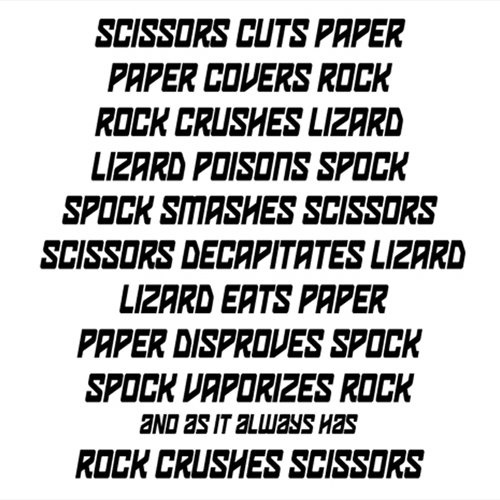 SCISSORS CUTS PAPER
PAPER COVERS ROCK
ROCK CRUSHES LIZARD
LIZARD POISONS SPOCK
SPOCK SMASHES SCISSORS
SCISSORS DECAPITATES LIZARD
LIZARD EATS PAPER
PAPER DISPROVES SPOCK
SPOCK VAPORIZES ROCK
AND AS IT ALWAYS HAS
ROCK CRUSHES SCISSORS